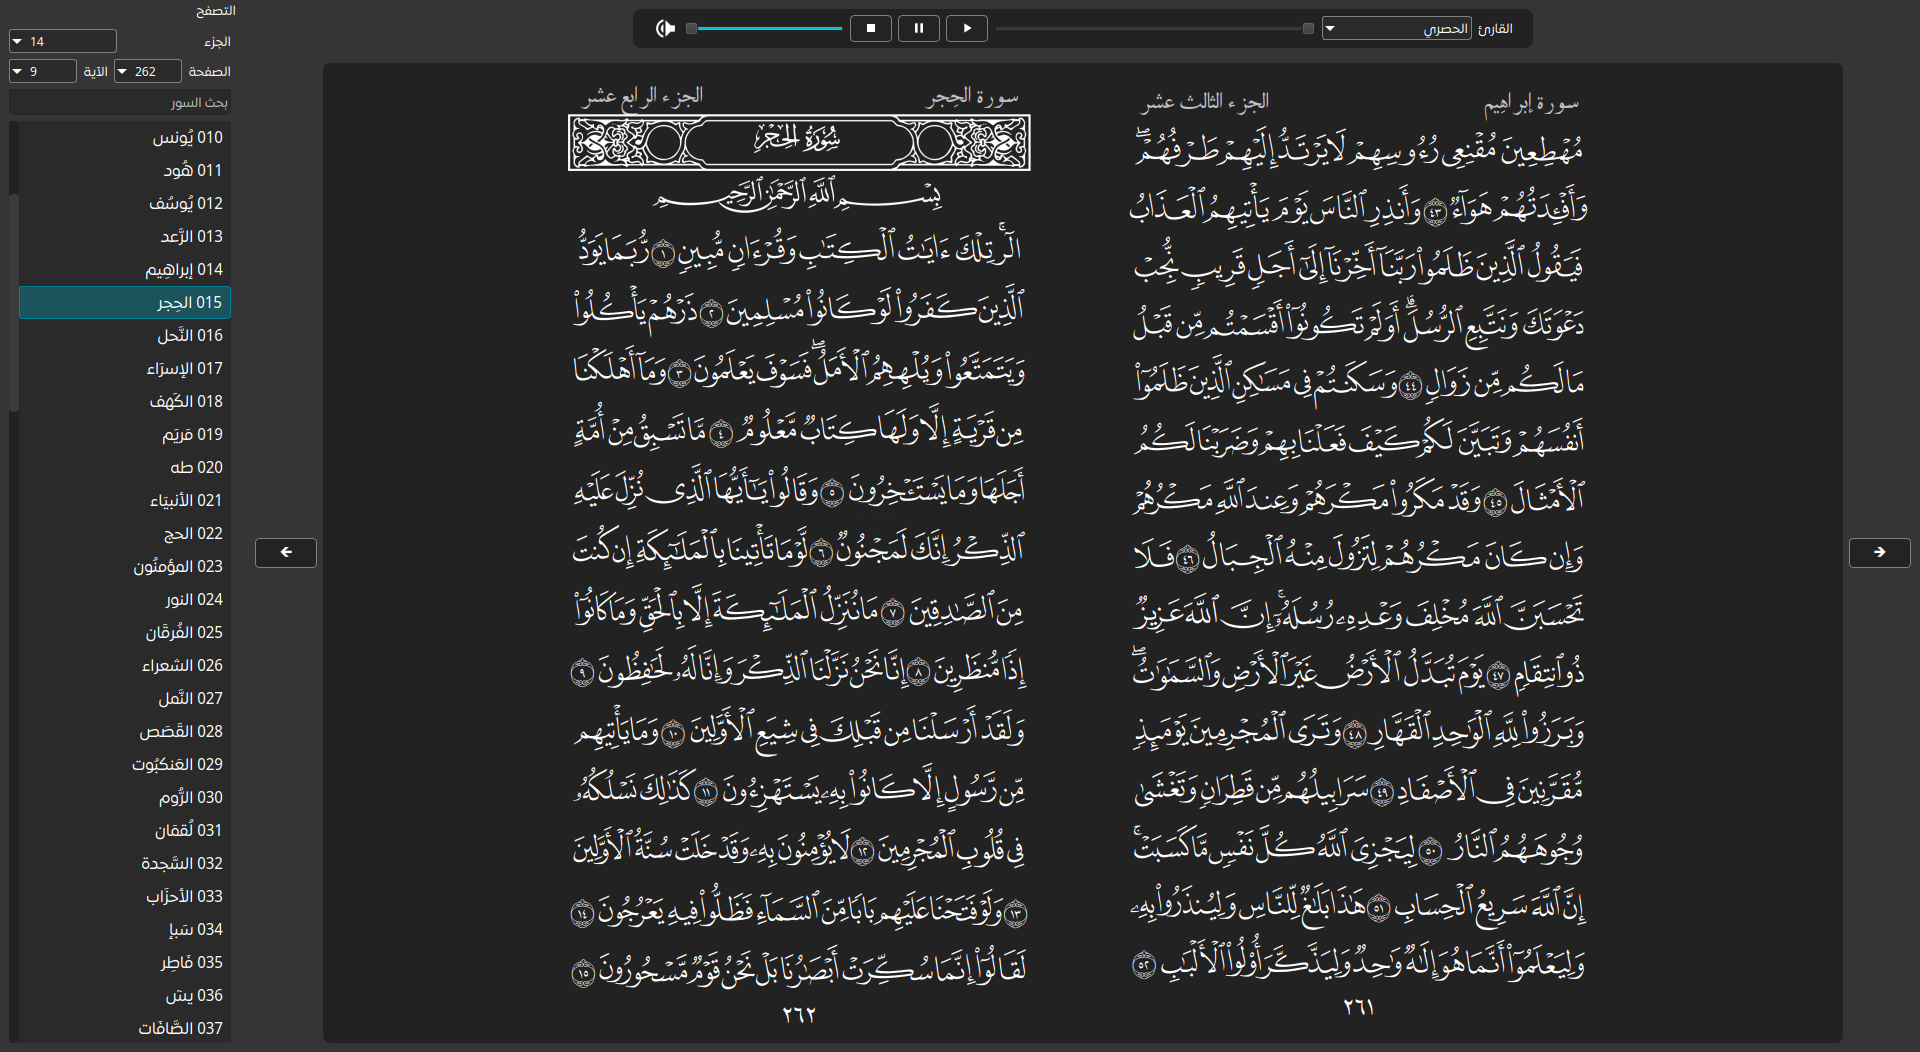 القارئ
الحصري
التصفح
الجزء
14
الصفحة
262
الآية
9
بحث السور
010 يُونس
011 هُود
012 يُوسُف
013 الرَّعد
014 إبراهِيم
015 الحِجر
016 النَّحل
017 الإسرَاء
018 الكَهف
019 مَريَم
020 طه
021 الأنبيَاء
022 الحج
023 المؤمنُون
024 النور
025 الفُرقَان
026 الشعراء
027 النَّمل
028 القَصَص
029 العَنكبُوت
030 الرُّوم
031 لُقمَان
032 السَّجدة
033 الأحزَاب
034 سَبإ
035 فَاطِر
036 يسٓ
037 الصَّافَات
سورة إبراهيم
الجزء الثالث عشر
مُهْطِعِينَ مُقْنِعِى رُءُوسِهِمْ لَا يَرْتَدُّ إِلَيْهِمْ طَرْفُهُمْ ۖ
وَأَفْـِٔدَتُهُمْ هَوَآءٌ ٤٣ وَأَنذِرِ ٱلنَّاسَ يَوْمَ يَأْتِيهِمُ ٱلْعَذَابُ
فَيَقُولُ ٱلَّذِينَ ظَلَمُوا۟ رَبَّنَآ أَخِّرْنَآ إِلَىٰٓ أَجَلٍ قَرِيبٍ نُّجِبْ
دَعْوَتَكَ وَنَتَّبِعِ ٱلرُّسُلَ ۗ أَوَلَمْ تَكُونُوٓا۟ أَقْسَمْتُم مِّن قَبْلُ
مَا لَكُم مِّن زَوَالٍ ٤٤ وَسَكَنتُمْ فِى مَسَـٰكِنِ ٱلَّذِينَ ظَلَمُوٓا۟
أَنفُسَهُمْ وَتَبَيَّنَ لَكُمْ كَيْفَ فَعَلْنَا بِهِمْ وَضَرَبْنَا لَكُمُ
ٱلْأَمْثَالَ ٤٥ وَقَدْ مَكَرُوا۟ مَكْرَهُمْ وَعِندَ ٱللَّهِ مَكْرُهُمْ
وَإِن كَانَ مَكْرُهُمْ لِتَزُولَ مِنْهُ ٱلْجِبَالُ ٤٦ فَلَا
تَحْسَبَنَّ ٱللَّهَ مُخْلِفَ وَعْدِهِۦ رُسُلَهُۥٓ ۗ إِنَّ ٱللَّهَ عَزِيزٌ
ذُو ٱنتِقَامٍ ٤٧ يَوْمَ تُبَدَّلُ ٱلْأَرْضُ غَيْرَ ٱلْأَرْضِ وَٱلسَّمَـٰوَٰتُ ۖ
وَبَرَزُوا۟ لِلَّهِ ٱلْوَٰحِدِ ٱلْقَهَّارِ ٤٨ وَتَرَى ٱلْمُجْرِمِينَ يَوْمَئِذٍ
مُّقَرَّنِينَ فِى ٱلْأَصْفَادِ ٤٩ سَرَابِيلُهُم مِّن قَطِرَانٍ وَتَغْشَىٰ
وُجُوهَهُمُ ٱلنَّارُ ٥٠ لِيَجْزِىَ ٱللَّهُ كُلَّ نَفْسٍ مَّا كَسَبَتْ ۚ
إِنَّ ٱللَّهَ سَرِيعُ ٱلْحِسَابِ ٥١ هَـٰذَا بَلَـٰغٌ لِّلنَّاسِ وَلِيُنذَرُوا۟ بِهِۦ
وَلِيَعْلَمُوٓا۟ أَنَّمَا هُوَ إِلَـٰهٌ وَٰحِدٌ وَلِيَذَّكَّرَ أُو۟لُوا۟ ٱلْأَلْبَـٰبِ ٥٢
٢٦١
سورة الحِجر
الجزء الرابع عشر
سُورَةُ الحِجْرِ
بِسْمِ ٱللَّهِ ٱلرَّحْمَـٰنِ ٱلرَّحِيمِ
الٓر ۚ تِلْكَ ءَايَـٰتُ ٱلْكِتَـٰبِ وَقُرْءَانٍ مُّبِينٍ ١ رُّبَمَا يَوَدُّ
ٱلَّذِينَ كَفَرُوا۟ لَوْ كَانُوا۟ مُسْلِمِينَ ٢ ذَرْهُمْ يَأْكُلُوا۟
وَيَتَمَتَّعُوا۟ وَيُلْهِهِمُ ٱلْأَمَلُ ۖ فَسَوْفَ يَعْلَمُونَ ٣ وَمَآ أَهْلَكْنَا
مِن قَرْيَةٍ إِلَّا وَلَهَا كِتَابٌ مَّعْلُومٌ ٤ مَّا تَسْبِقُ مِنْ أُمَّةٍ
أَجَلَهَا وَمَا يَسْتَـْٔخِرُونَ ٥ وَقَالُوا۟ يَـٰٓأَيُّهَا ٱلَّذِى نُزِّلَ عَلَيْهِ
ٱلذِّكْرُ إِنَّكَ لَمَجْنُونٌ ٦ لَّوْ مَا تَأْتِينَا بِٱلْمَلَـٰٓئِكَةِ إِن كُنتَ
مِنَ ٱلصَّـٰدِقِينَ ٧ مَا نُنَزِّلُ ٱلْمَلَـٰٓئِكَةَ إِلَّا بِٱلْحَقِّ وَمَا كَانُوٓا۟
إِذًا مُّنظَرِينَ ٨ إِنَّا نَحْنُ نَزَّلْنَا ٱلذِّكْرَ وَإِنَّا لَهُۥ لَحَـٰفِظُونَ ٩
وَلَقَدْ أَرْسَلْنَا مِن قَبْلِكَ فِى شِيَعِ ٱلْأَوَّلِينَ ١٠ وَمَا يَأْتِيهِم
مِّن رَّسُولٍ إِلَّا كَانُوا۟ بِهِۦ يَسْتَهْزِءُونَ ١١ كَذَٰلِكَ نَسْلُكُهُۥ
فِى قُلُوبِ ٱلْمُجْرِمِينَ ١٢ لَا يُؤْمِنُونَ بِهِۦ وَقَدْ خَلَتْ سُنَّةُ ٱلْأَوَّلِينَ
١٣ وَلَوْ فَتَحْنَا عَلَيْهِم بَابًا مِّنَ ٱلسَّمَآءِ فَظَلُّوا۟ فِيهِ يَعْرُجُونَ ١٤
لَقَالُوٓا۟ إِنَّمَا سُكِّرَتْ أَبْصَـٰرُنَا بَلْ نَحْنُ قَوْمٌ مَّسْحُورُونَ ١٥
٢٦٢